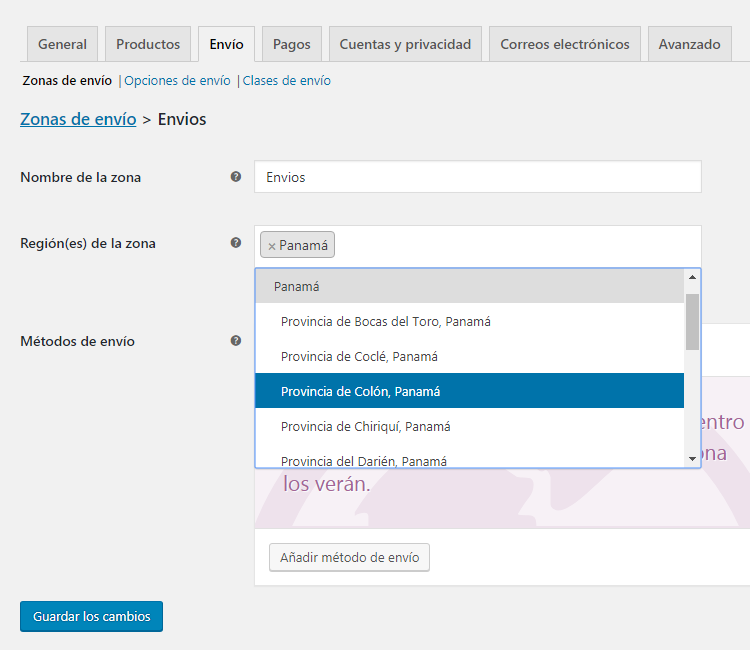 General Productos Envío Pagos Cuentas y privacidad Correos electrónicos Avanzado
Zonas de envío | Opciones de envío | Clases de envío
Zonas de envío > Envios
Nombre de la zona ? Envios
Región(es) de la zona ? × Panamá
Panamá
Provincia de Bocas del Toro, Panamá
Métodos de envío ?
Provincia de Coclé, Panamá
Provincia de Colón, Panamá
Provincia de Chiriquí, Panamá
entro
Provincia del Darién, Panamá
ona
los verán.
Añadir método de envío
Guardar los cambios